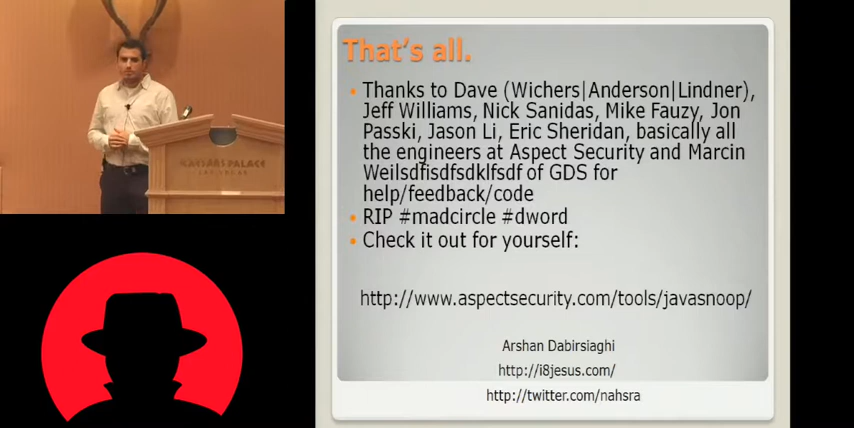 CAESARS PALACE
LAS VEGAS
That's all.
• Thanks to Dave (Wichers|Anderson|Lindner),
Jeff Williams, Nick Sanidas, Mike Fauzy, Jon
Passki, Jason Li, Eric Sheridan, basically all
the engineers at Aspect Security and Marcin
Weilsdfisdfsdklfsdf of GDS for
help/feedback/code
• RIP #madcircle #dword
• Check it out for yourself:
http://www.aspectsecurity.com/tools/javasnoop/
Arshan Dabirsiaghi
http://i8jesus.com/
http://twitter.com/nahsra